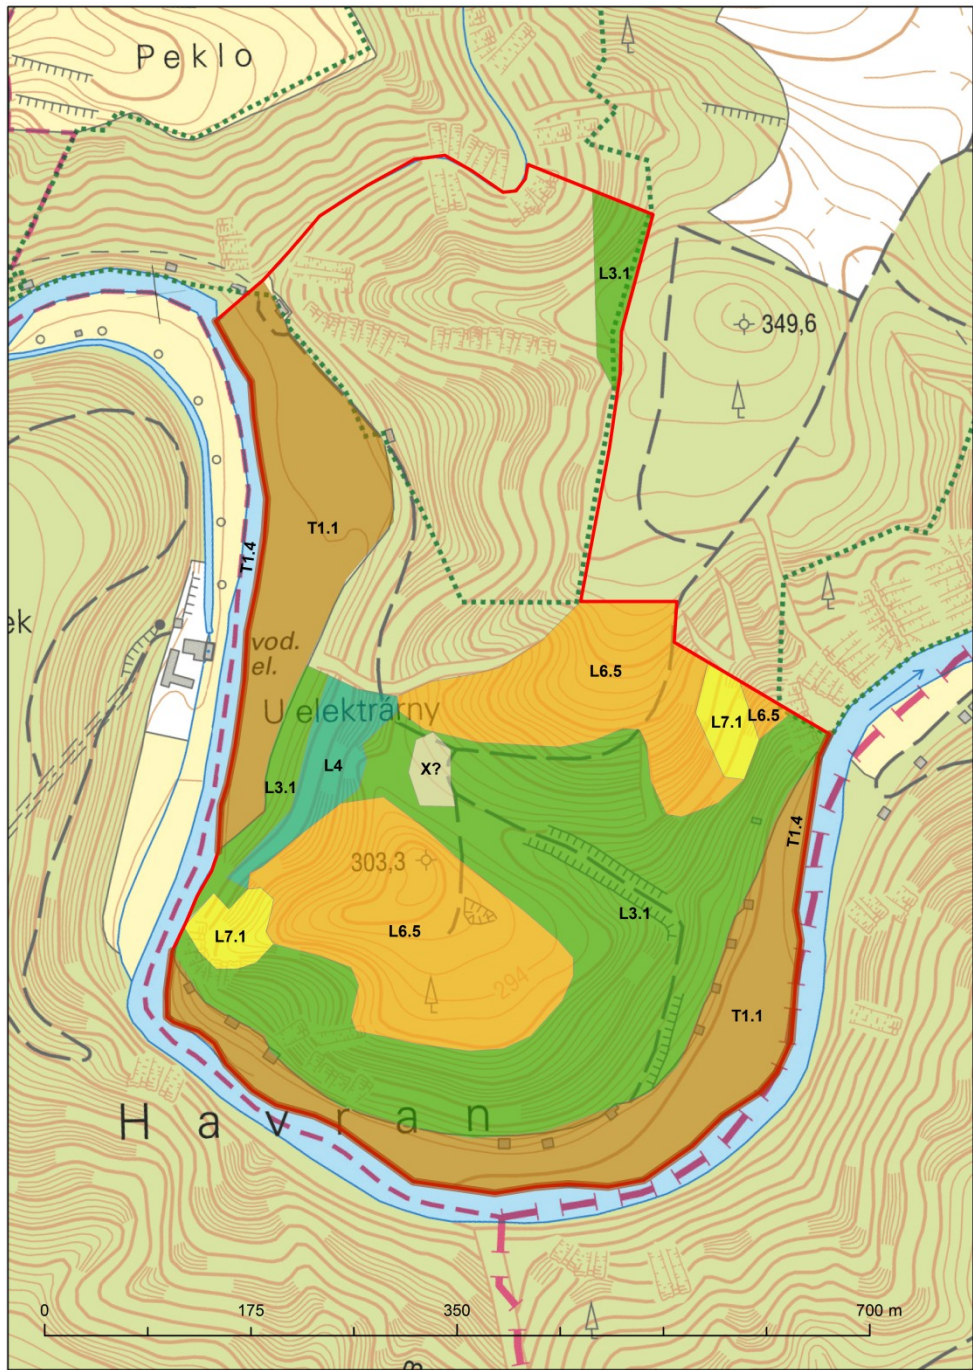 Peklo
L3.1
349,6
T1.1
T1.4
ek
vod.
el.
L6.5
U elektrárny
L7.1
L6.5
L4
X?
L3.1
T1.4
303,3
L3.1
L7.1
L6.5
294
T1.1
Havran
0 175 350 700 m